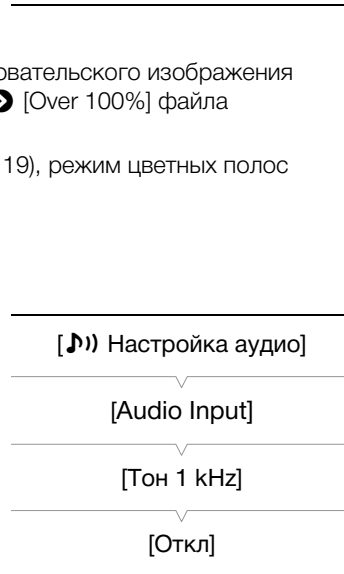 овательского изображения
[Over 100%] файла
19), режим цветных полос
[Настройка аудио]
[Audio Input]
[Тон 1 kHz]
[Откл]